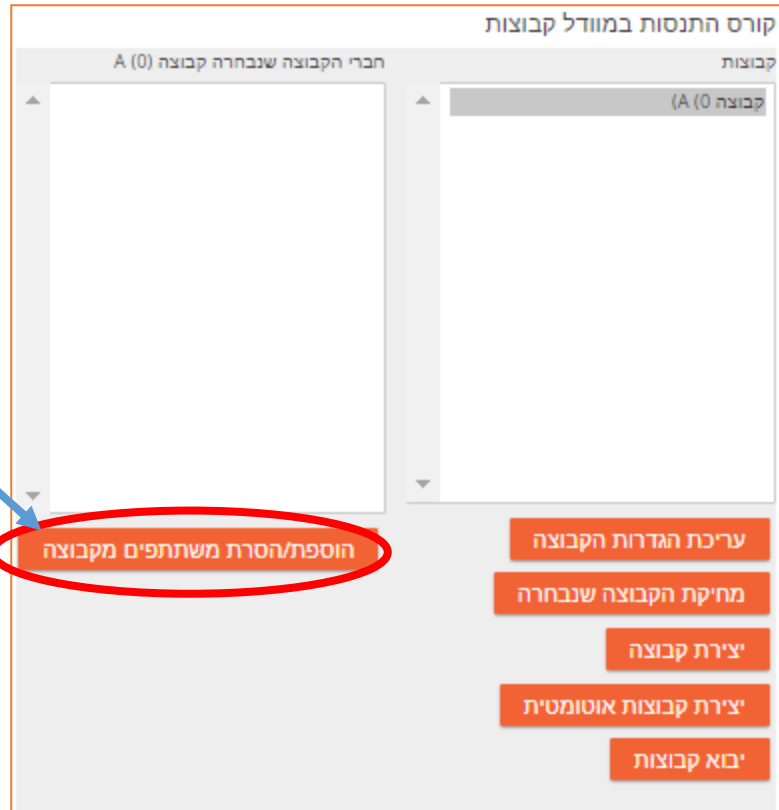 קורס התנסות במוודל קבוצות
קבוצות
קבוצה A (0)
חברי הקבוצה שנבחרה קבוצה A (0)
עריכת הגדרות הקבוצה
מחיקת הקבוצה שנבחרה
יצירת קבוצה
יצירת קבוצות אוטומטית
יבוא קבוצות
הוספת/הסרת משתתפים מקבוצה